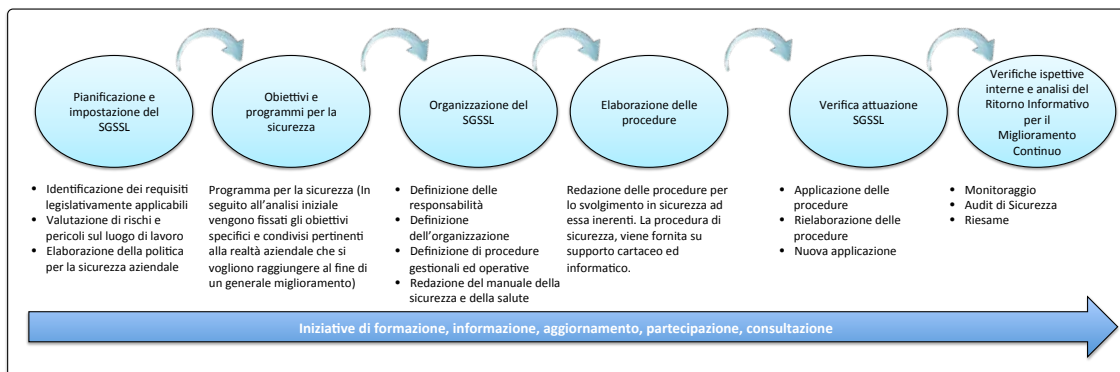 Pianificazione e
impostazione del
SGSSL
Obiettivi e
programmi per la
sicurezza
Organizzazione del
SGSSL
Elaborazione delle
procedure
Verifica attuazione
SGSSL
Verifiche ispettive
interne e analisi del
Ritorno Informativo
per il
Miglioramento
Continuo
• Identificazione dei requisiti
legislativamente applicabili
• Valutazione di rischi e
pericoli sul luogo di lavoro
• Elaborazione della politica
per la sicurezza aziendale
Programma per la sicurezza (In
seguito all'analisi iniziale
vengono fissati gli obiettivi
specifici e condivisi pertinenti
alla realtà aziendale che si
vogliono raggiungere al fine di
un generale miglioramento)
• Definizione delle
responsabilità
• Definizione
dell'organizzazione
• Definizione di procedure
gestionali ed operative
• Redazione del manuale della
sicurezza e della salute
Redazione delle procedure per
lo svolgimento in sicurezza ad
essa inerenti. La procedura di
sicurezza, viene fornita su
supporto cartaceo ed
informatico.
• Applicazione delle
procedure
• Rielaborazione delle
procedure
• Nuova applicazione
• Monitoraggio
• Audit di Sicurezza
• Riesame
Iniziative di formazione, informazione, aggiornamento, partecipazione, consultazione